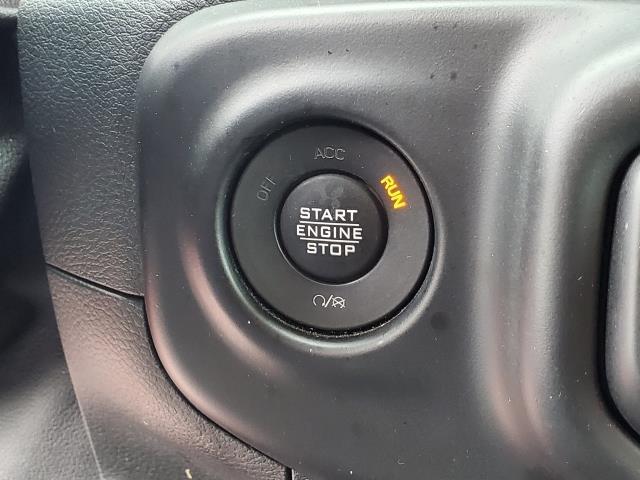 ACC
OFF
RUN
START
ENGINE
STOP